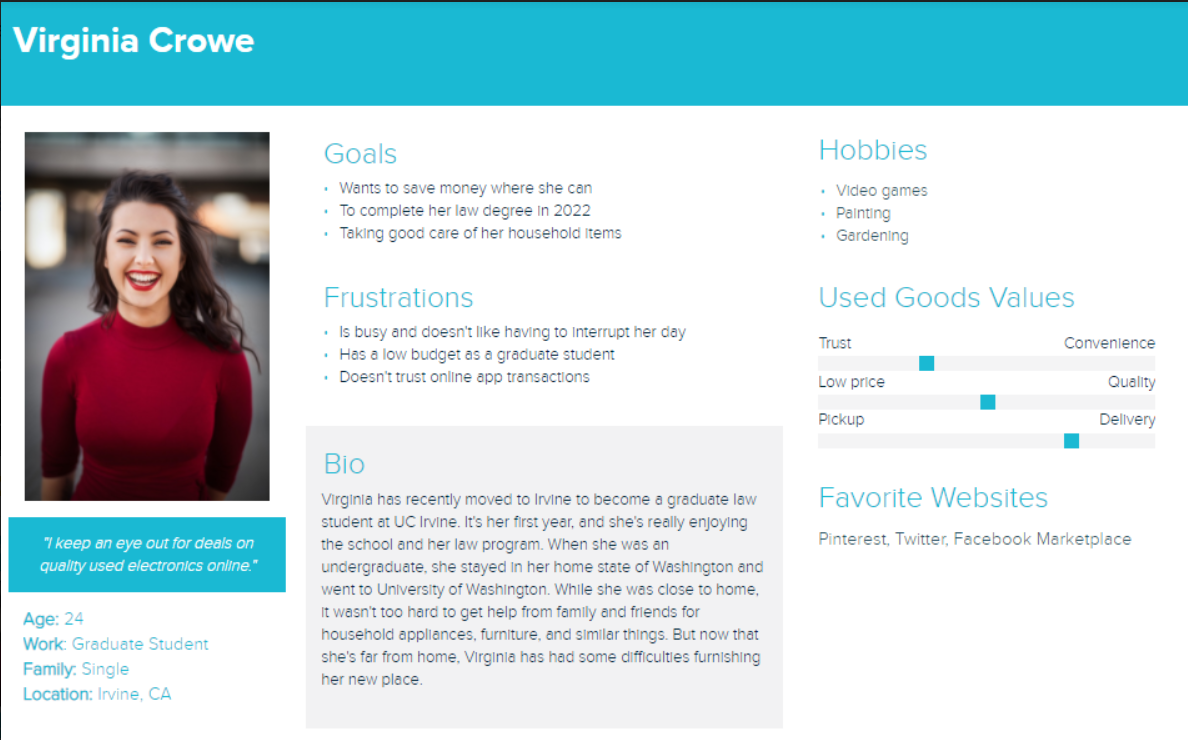 Virginia Crowe
"I keep an eye out for deals on
quality used electronics online."
Age: 24
Work: Graduate Student
Family: Single
Location: Irvine, CA
Goals
• Wants to save money where she can
• To complete her law degree in 2022
• Taking good care of her household items
Frustrations
• Is busy and doesn't like having to interrupt her day
• Has a low budget as a graduate student
• Doesn't trust online app transactions
Bio
Virginia has recently moved to Irvine to become a graduate law
student at UC Irvine. It's her first year, and she's really enjoying
the school and her law program. When she was an
undergraduate, she stayed in her home state of Washington and
went to University of Washington. While she was close to home,
it wasn't too hard to get help from family and friends for
household appliances, furniture, and similar things. But now that
she's far from home, Virginia has had some difficulties furnishing
her new place.
Hobbies
• Video games
• Painting
• Gardening
Used Goods Values
Trust Convenience
Low price Quality
Pickup Delivery
Favorite Websites
Pinterest, Twitter, Facebook Marketplace